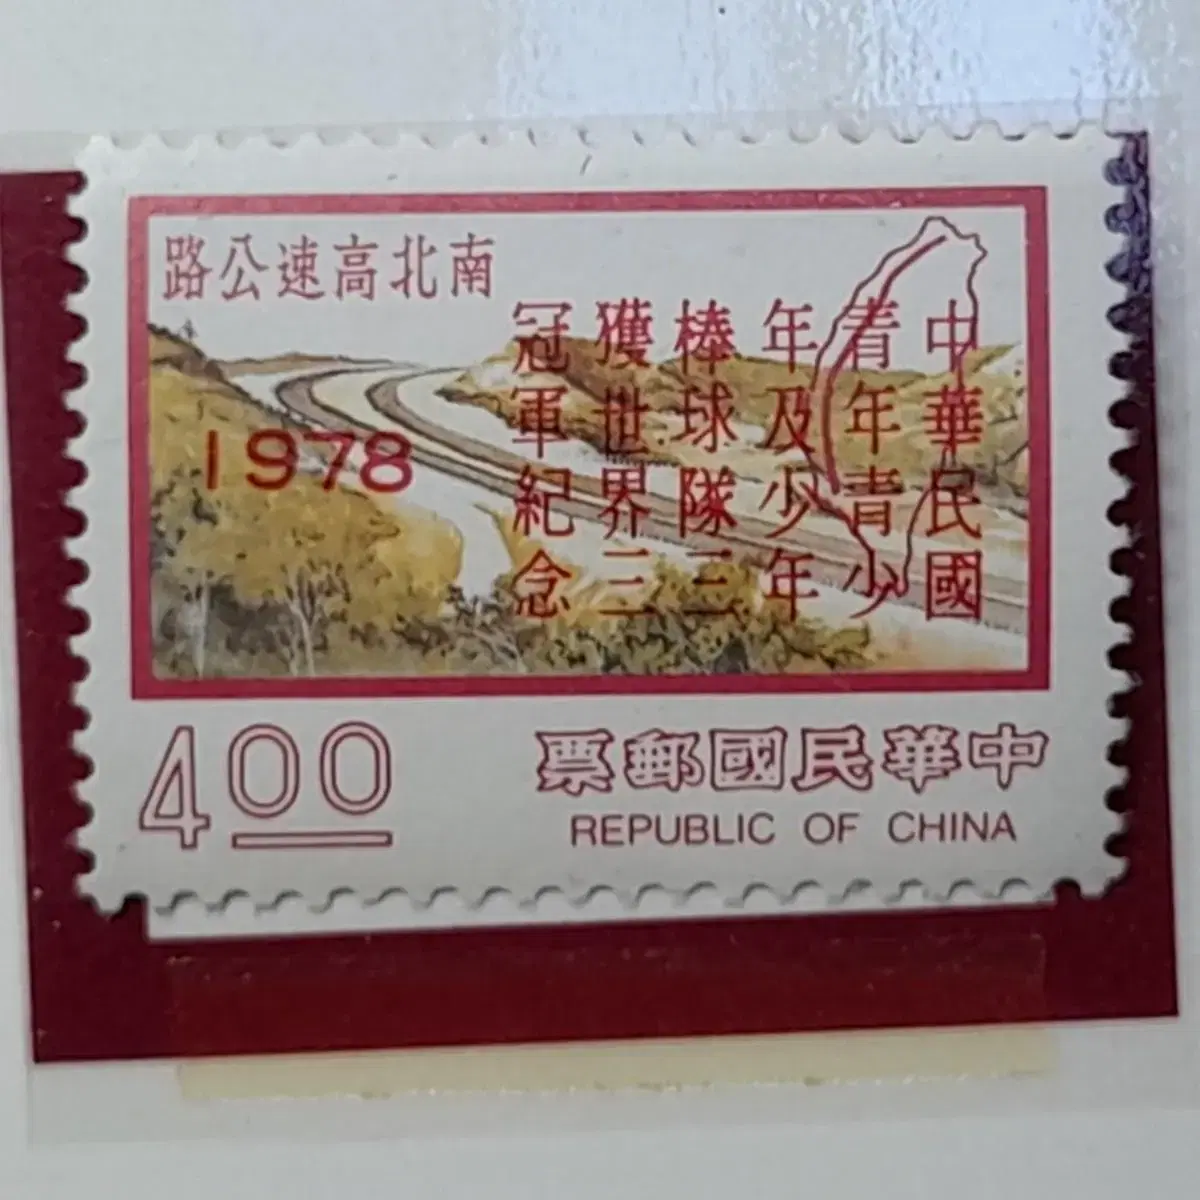 南北高速公路
中華民國
青年青少
年及少年
棒球隊三
獲世界三
冠軍紀念
1978
4.00
中華民國郵票
REPUBLIC OF CHINA